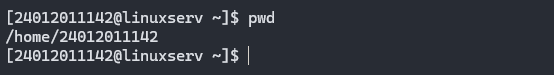 [24012011142@linuxserv ~]$ pwd
/home/24012011142
[24012011142@linuxserv ~]$